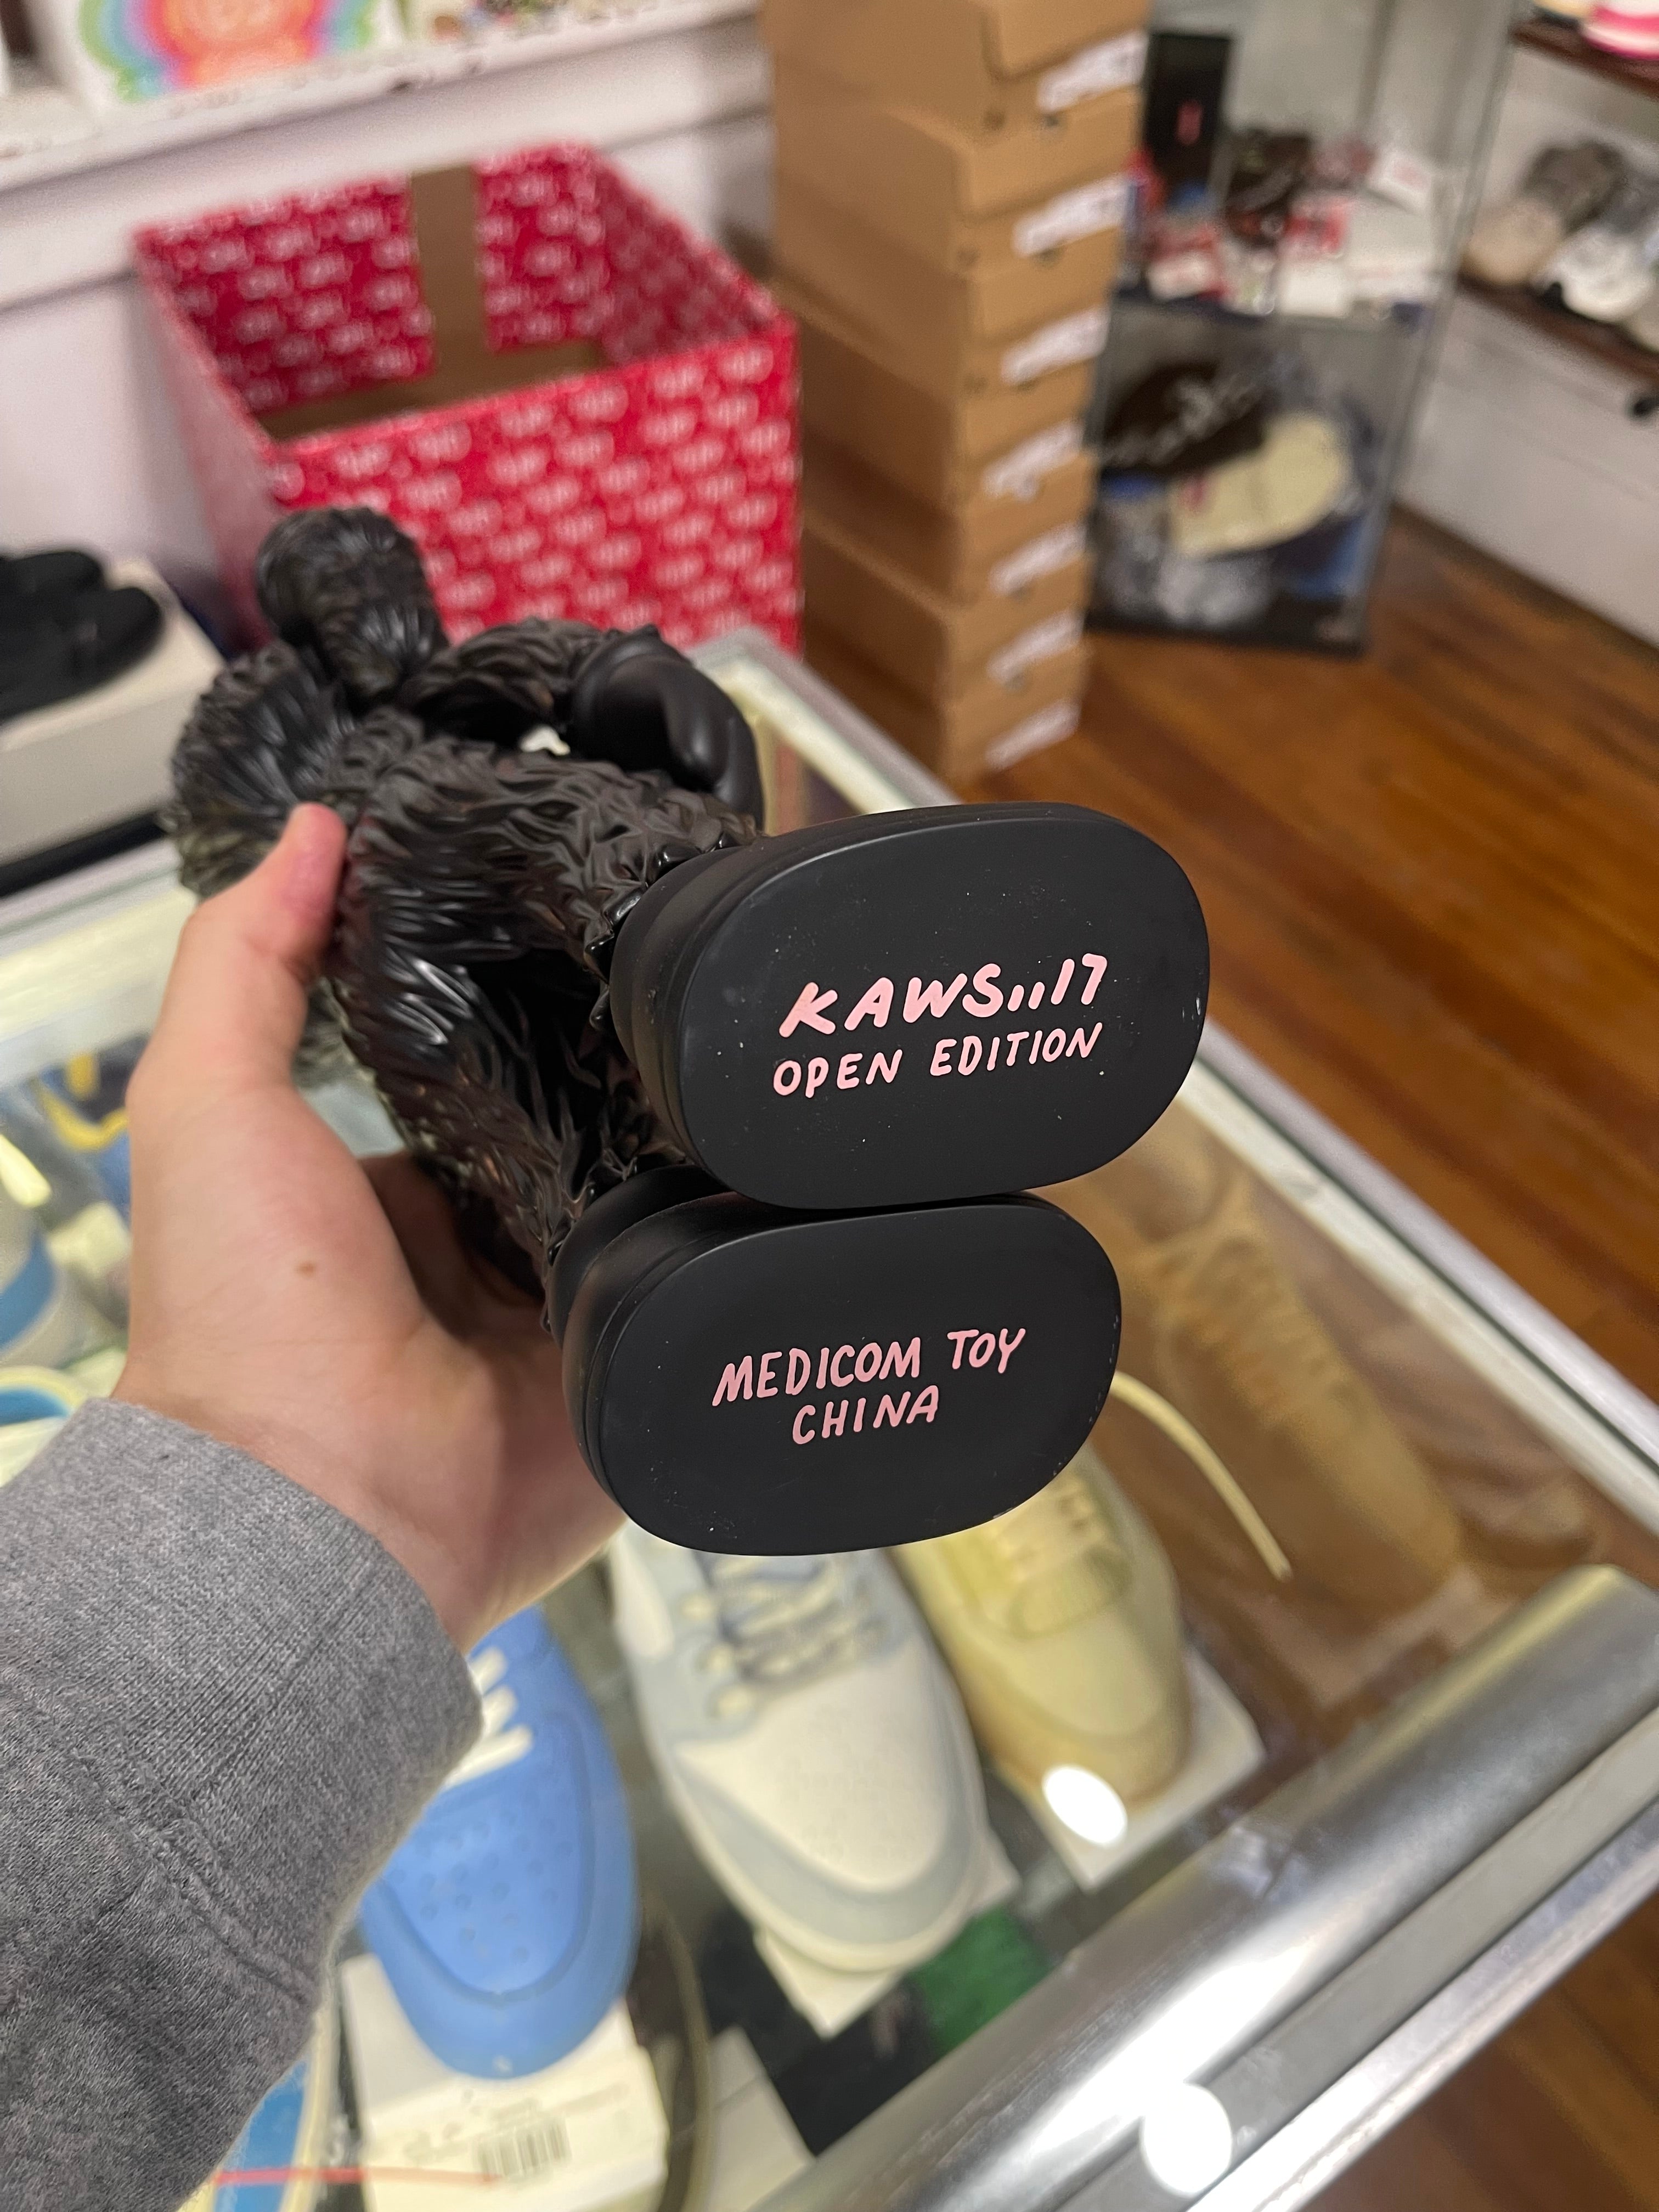 KAWS..17
OPEN EDITION
MEDICOM TOY
CHINA